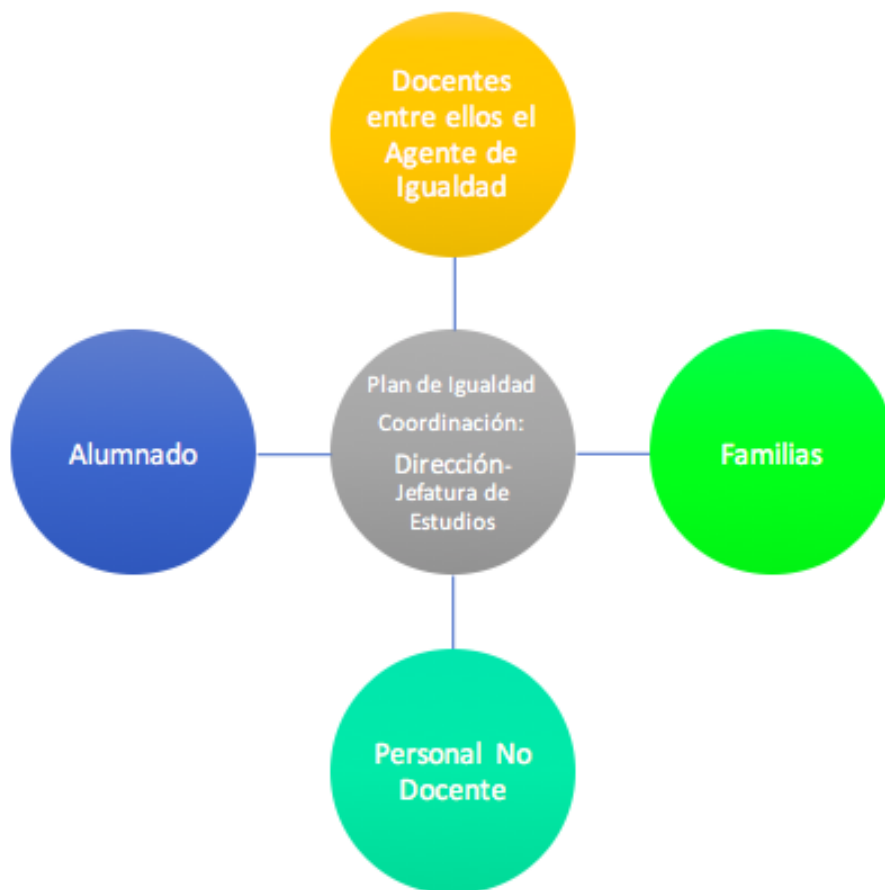 Docentes
entre ellos el
Agente de
Igualdad
Alumnado
Plan de Igualdad
Coordinación:
Dirección-
Jefatura de
Estudios
Familias
Personal No
Docente